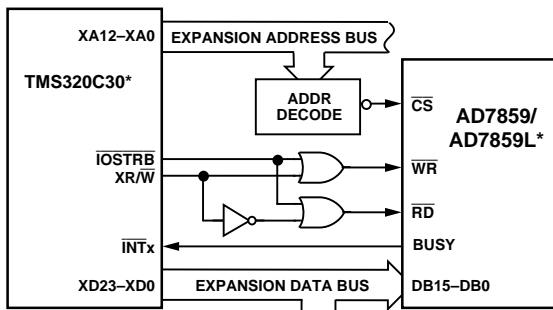 XA12–XA0
EXPANSION ADDRESS BUS
TMS320C30*
ADDR
DECODE
CS
AD7859/
AD7859L*
IOSTRB
XR/W
WR
RD
INTx
BUSY
XD23–XD0
EXPANSION DATA BUS
DB15–DB0